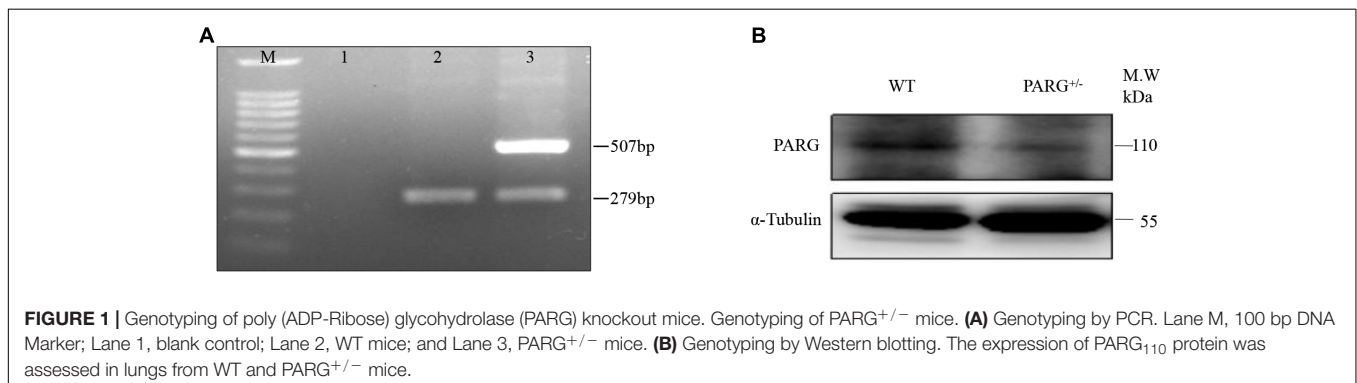 A
M 1 2 3
507bp
279bp
B
WT PARG+/- M.W
kDa
PARG 110
α-Tubulin 55
FIGURE 1 | Genotyping of poly (ADP-Ribose) glycohydrolase (PARG) knockout mice. Genotyping of PARG+/− mice. (A) Genotyping by PCR. Lane M, 100 bp DNA
Marker; Lane 1, blank control; Lane 2, WT mice; and Lane 3, PARG+/− mice. (B) Genotyping by Western blotting. The expression of PARG110 protein was
assessed in lungs from WT and PARG+/− mice.